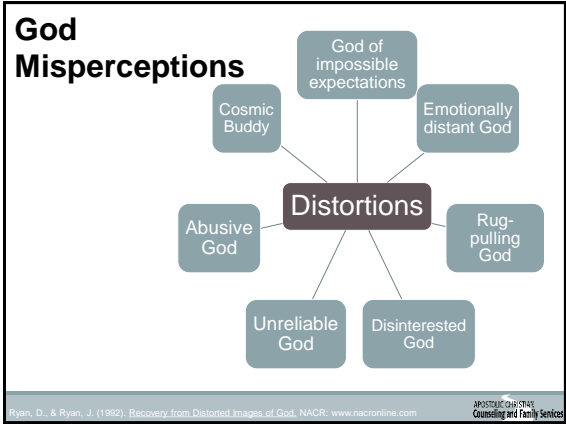 God
Misperceptions
God of
impossible
expectations
Cosmic
Buddy
Emotionally
distant God
Distortions
Abusive
God
Rug-
pulling
God
Unreliable
God
Disinterested
God
Ryan, D., & Ryan, J. (1992). Recovery from Distorted Images of God, NACR: www.nacronline.com
APOSTOLIC CHRISTIAN
Counseling and Family Services